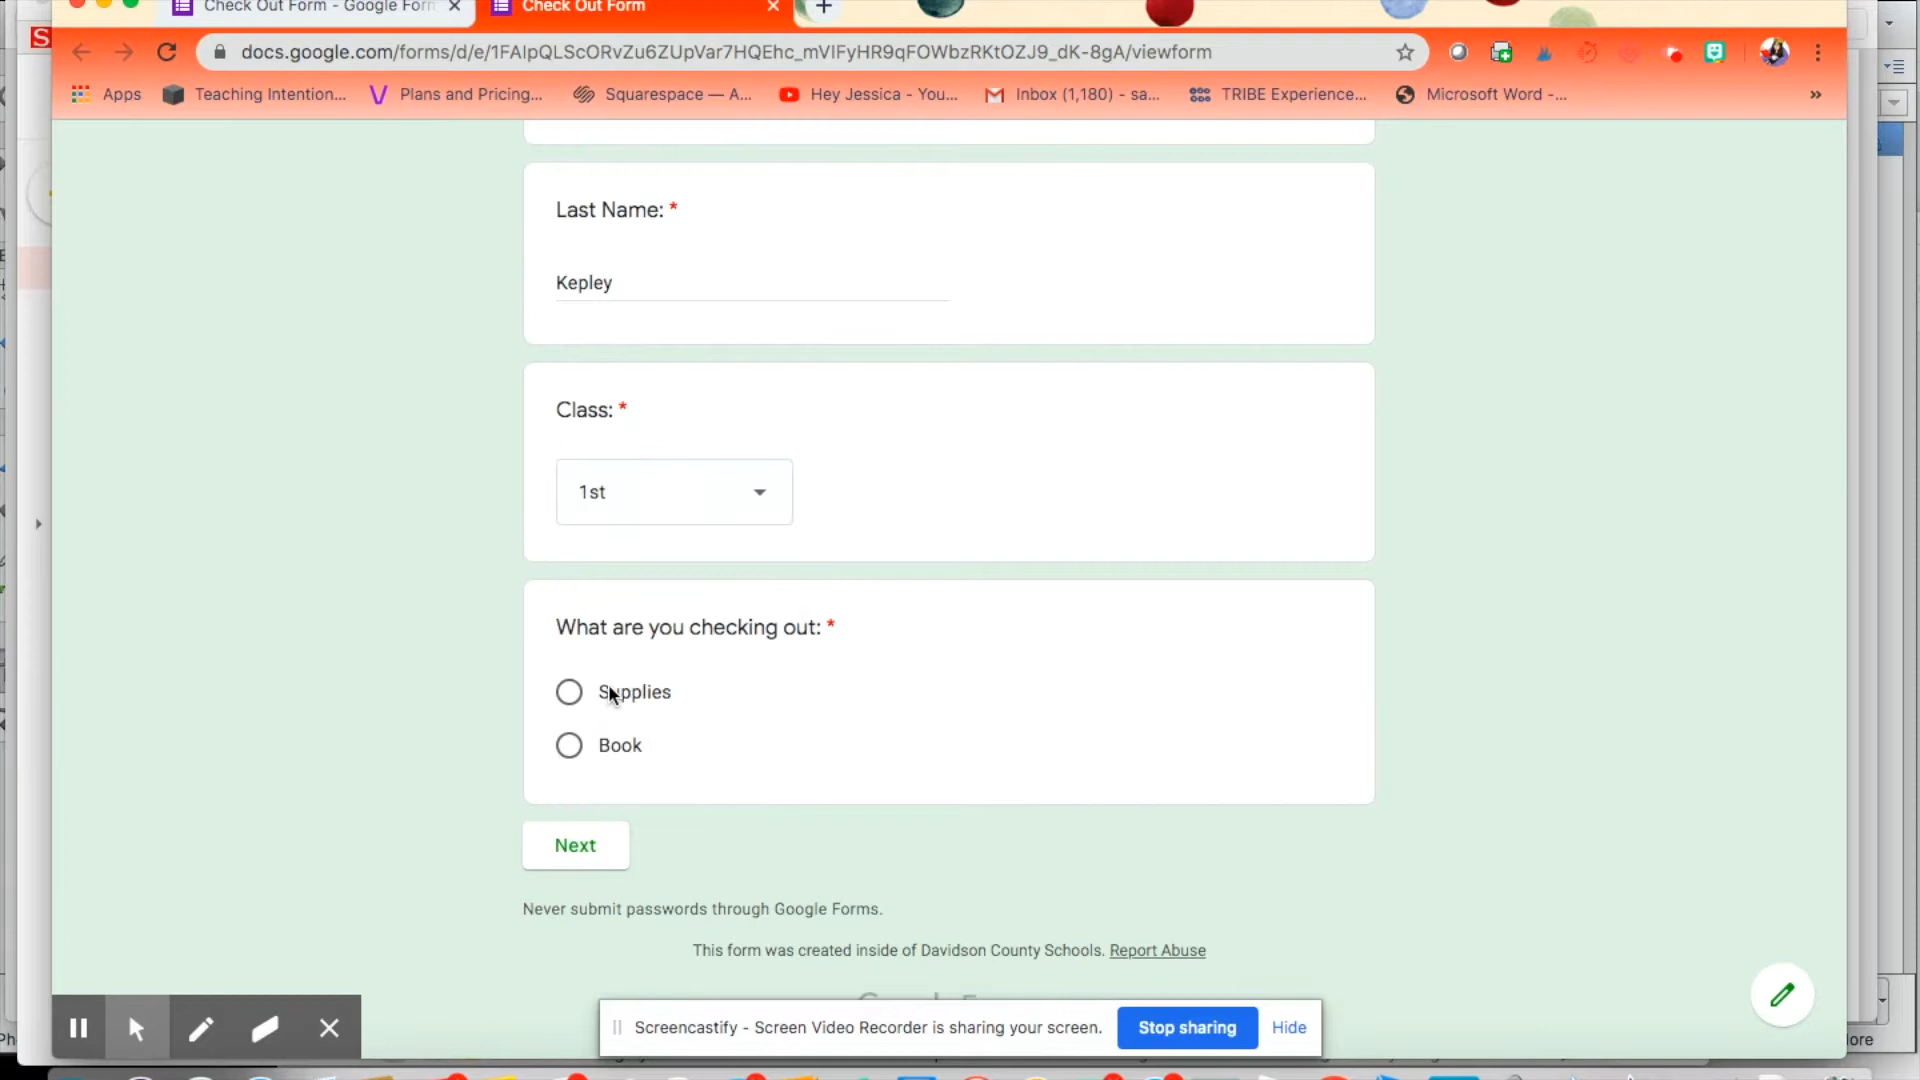 Check Out Form - Google Form
Check Out Form
docs.google.com/forms/d/e/1FAIpQLScORvZu6ZUpVar7HQEhc_mVIFyHR9qFOWbzRKtOZJ9_dK-8gA/viewform
Apps
Teaching Intention...
Plans and Pricing...
Squarespace — A...
Hey Jessica - You...
Inbox (1,180) - sa...
TRIBE Experience...
Microsoft Word -...
Last Name: *
Kepley
Class: *
1st
What are you checking out: *
Supplies
Book
Next
Never submit passwords through Google Forms.
This form was created inside of Davidson County Schools. Report Abuse
Screencastify - Screen Video Recorder is sharing your screen.
Stop sharing
Hide